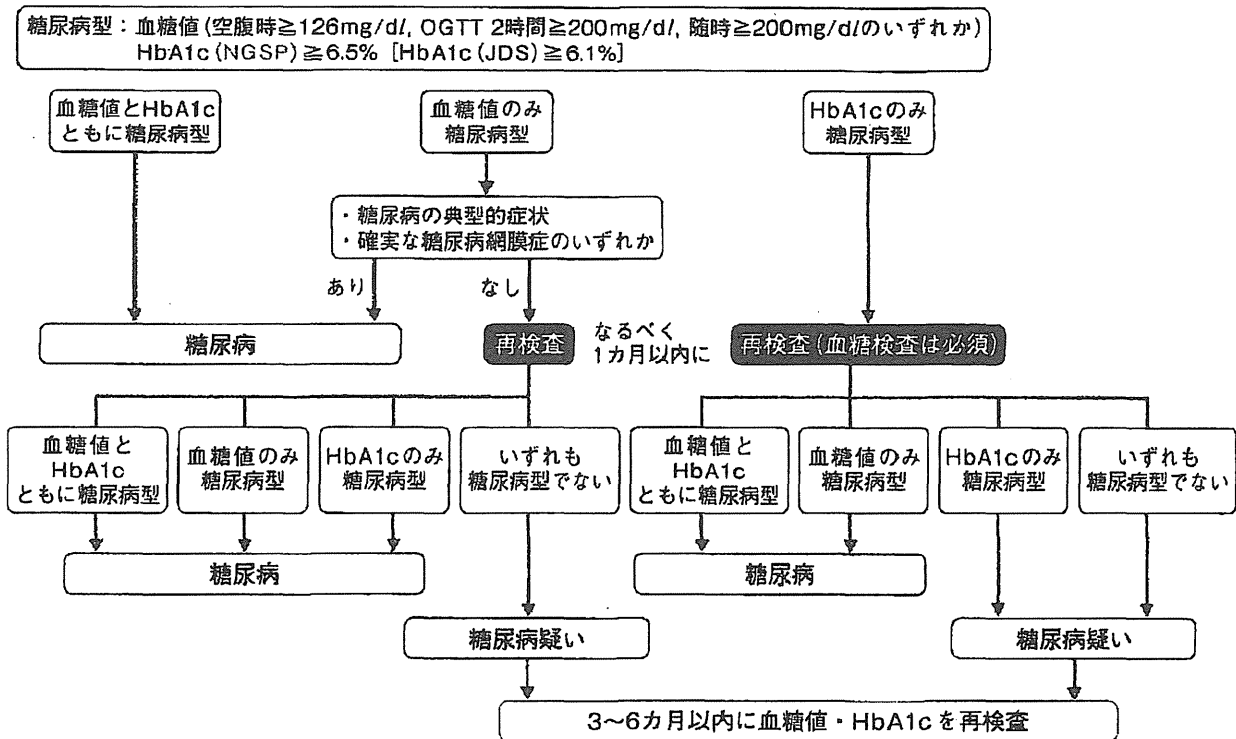 糖尿病型：血糖値(空腹時≧126mg/dl, OGTT 2時間≧200mg/dl, 随時≧200mg/dlのいずれか)
HbA1c(NGSP)≧6.5% [HbA1c(JDS)≧6.1%]
血糖値とHbA1c
ともに糖尿病型
血糖値のみ
糖尿病型
HbA1cのみ
糖尿病型
・糖尿病の典型的症状
・確実な糖尿病網膜症のいずれか
あり
なし
糖尿病
再検査
なるべく
1カ月以内に
再検査(血糖検査は必須)
血糖値と
HbA1c
ともに糖尿病型
血糖値のみ
糖尿病型
HbA1cのみ
糖尿病型
いずれも
糖尿病型でない
血糖値と
HbA1c
ともに糖尿病型
血糖値のみ
糖尿病型
HbA1cのみ
糖尿病型
いずれも
糖尿病型でない
糖尿病
糖尿病
糖尿病疑い
糖尿病疑い
3〜6カ月以内に血糖値・HbA1cを再検査